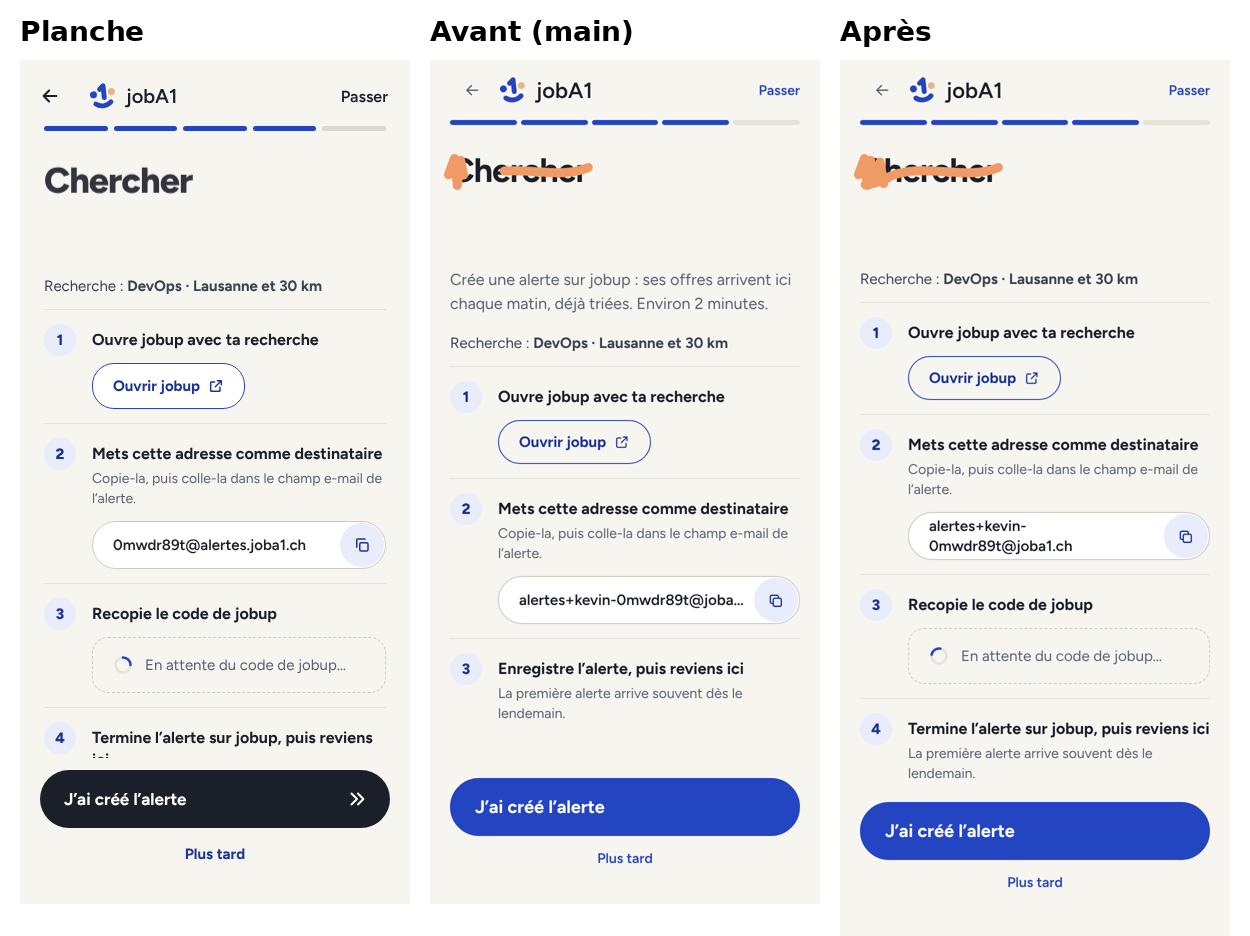 Planche
jobA1
Passer
Chercher
Recherche : DevOps · Lausanne et 30 km
1
Ouvre jobup avec ta recherche
Ouvrir jobup
2
Mets cette adresse comme destinataire
Copie-la, puis colle-la dans le champ e-mail de
l’alerte.
0mwdr89t@alertes.joba1.ch
3
Recopie le code de jobup
En attente du code de jobup…
4
Termine l’alerte sur jobup, puis reviens
ici
J’ai créé l’alerte
Plus tard
Avant (main)
jobA1
Passer
Chercher
Crée une alerte sur jobup : ses offres arrivent ici
chaque matin, déjà triées. Environ 2 minutes.
Recherche : DevOps · Lausanne et 30 km
1
Ouvre jobup avec ta recherche
Ouvrir jobup
2
Mets cette adresse comme destinataire
Copie-la, puis colle-la dans le champ e-mail de
l’alerte.
alertes+kevin-0mwdr89t@joba…
3
Enregistre l’alerte, puis reviens ici
La première alerte arrive souvent dès le
lendemain.
J’ai créé l’alerte
Plus tard
Après
jobA1
Passer
Chercher
Recherche : DevOps · Lausanne et 30 km
1
Ouvre jobup avec ta recherche
Ouvrir jobup
2
Mets cette adresse comme destinataire
Copie-la, puis colle-la dans le champ e-mail de
l’alerte.
alertes+kevin-
0mwdr89t@joba1.ch
3
Recopie le code de jobup
En attente du code de jobup…
4
Termine l’alerte sur jobup, puis reviens ici
La première alerte arrive souvent dès le
lendemain.
J’ai créé l’alerte
Plus tard